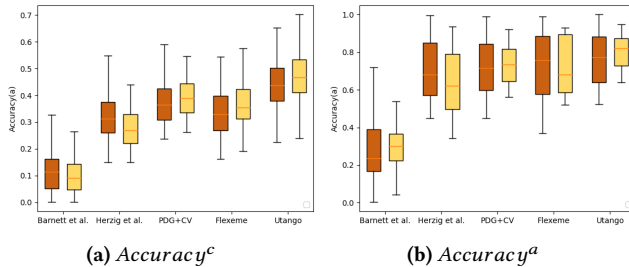 0.7
0.6
0.5
0.4
0.3
0.2
0.1
0.0
Accuracy(a)
Barnett et al. Herzig et al. PDG+CV Flexeme Utango
(a) Accuracy^c
1.0
0.8
0.6
0.4
0.2
0.0
Accuracy(a)
Barnett et al. Herzig et al. PDG+CV Flexeme Utango
(b) Accuracy^a